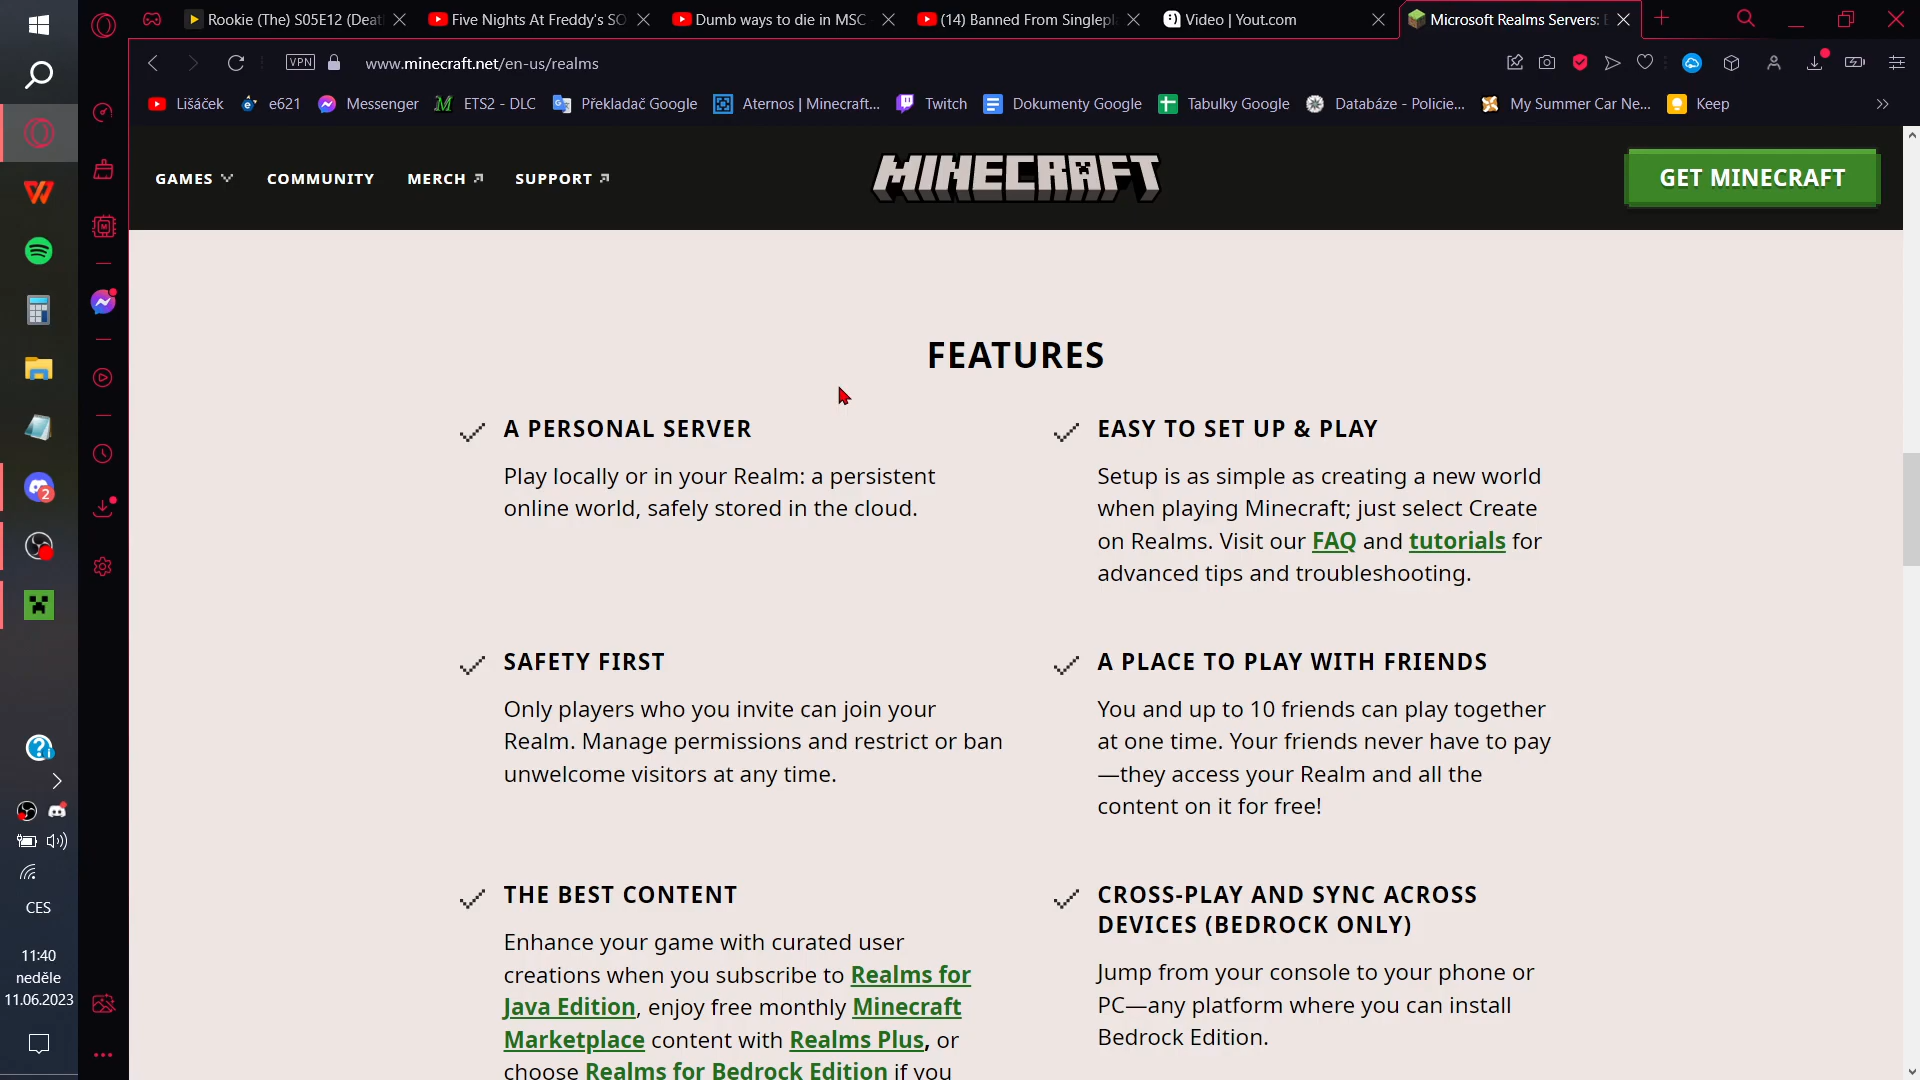 Rookie (The) S05E12 (Deat
Five Nights At Freddy's SO
Dumb ways to die in MSC
(14) Banned From Singlepl
Video | Yout.com
Microsoft Realms Servers:
VPN
www.minecraft.net/en-us/realms
Lišáček
e621
Messenger
ETS2 - DLC
Překladač Google
Aternos | Minecraft...
Twitch
Dokumenty Google
Tabulky Google
Databáze - Policie...
My Summer Car Ne...
Keep
GAMES
COMMUNITY
MERCH
SUPPORT
MINECRAFT
GET MINECRAFT
FEATURES
A PERSONAL SERVER
Play locally or in your Realm: a persistent
online world, safely stored in the cloud.
EASY TO SET UP & PLAY
Setup is as simple as creating a new world
when playing Minecraft; just select Create
on Realms. Visit our FAQ and tutorials for
advanced tips and troubleshooting.
SAFETY FIRST
Only players who you invite can join your
Realm. Manage permissions and restrict or ban
unwelcome visitors at any time.
A PLACE TO PLAY WITH FRIENDS
You and up to 10 friends can play together
at one time. Your friends never have to pay
—they access your Realm and all the
content on it for free!
THE BEST CONTENT
Enhance your game with curated user
creations when you subscribe to Realms for
Java Edition, enjoy free monthly Minecraft
Marketplace content with Realms Plus, or
choose Realms for Bedrock Edition if you
CROSS-PLAY AND SYNC ACROSS
DEVICES (BEDROCK ONLY)
Jump from your console to your phone or
PC—any platform where you can install
Bedrock Edition.
2
CES
11:40
neděle
11.06.2023